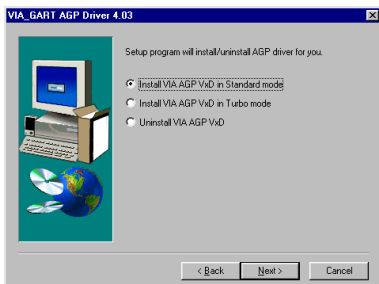 VIA_GART AGP Driver 4.03
Setup program will install/uninstall AGP driver for you.
Install VIA AGP VxD in Standard mode
Install VIA AGP VxD in Turbo mode
Uninstall VIA AGP VxD
< Back
Next >
Cancel